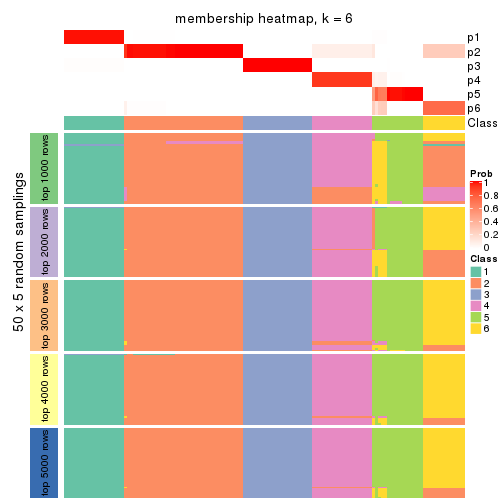 membership heatmap, k = 6
p1
p2
p3
p4
p5
p6
Class
50 x 5 random samplings
top 1000 rows
top 2000 rows
top 3000 rows
top 4000 rows
top 5000 rows
Prob
1
0.8
0.6
0.4
0.2
0
Class
1
2
3
4
5
6